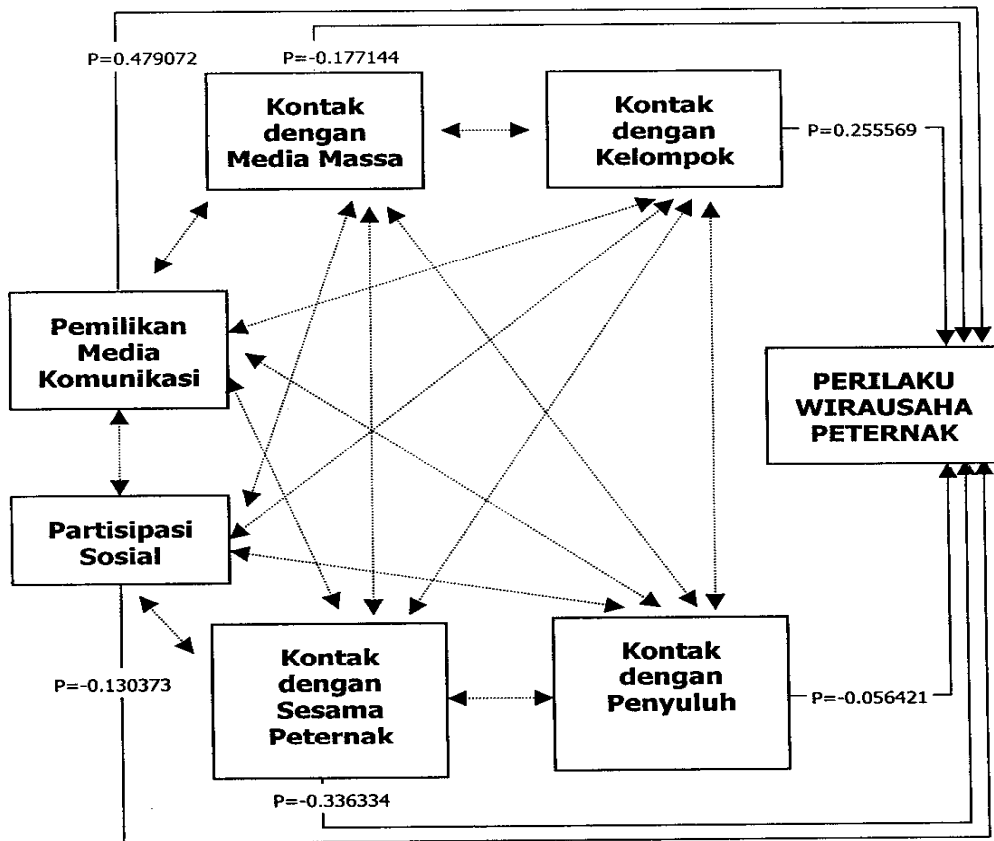 P=0.479072
P=-0.177144
Kontak
dengan
Media Massa
Kontak
dengan
Kelompok
P=0.255569
Pemilikan
Media
Komunikasi
PERILAKU
WIRAUSAHA
PETERNAK
Partisipasi
Sosial
P=-0.130373
Kontak
dengan
Sesama
Peternak
Kontak
dengan
Penyuluh
P=-0.056421
P=-0.336334